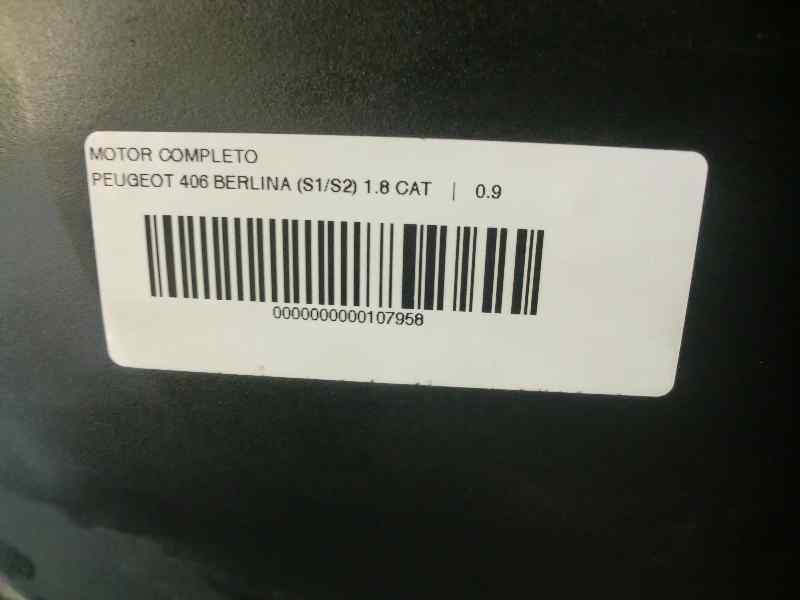 MOTOR COMPLETO
PEUGEOT 406 BERLINA (S1/S2) 1.8 CAT | 0.9
0000000000107958